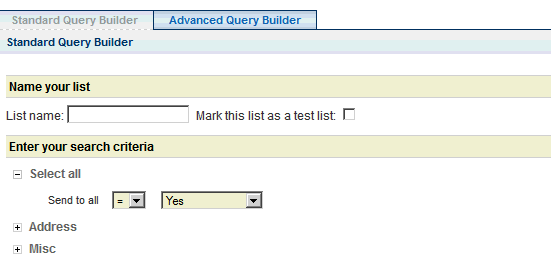 Standard Query Builder Advanced Query Builder
Standard Query Builder
Name your list
List name: Mark this list as a test list:
Enter your search criteria
Select all
Send to all = Yes
Address
Misc